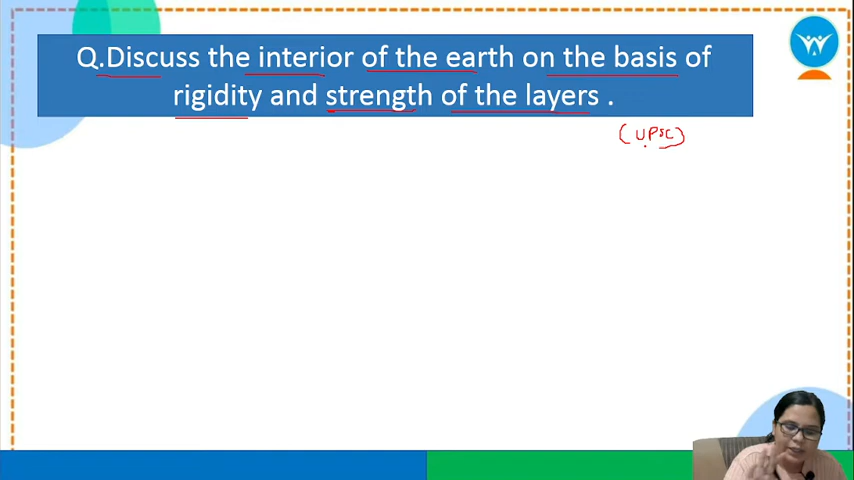 Q.Discuss the interior of the earth on the basis of
rigidity and strength of the layers .
(UPSC)